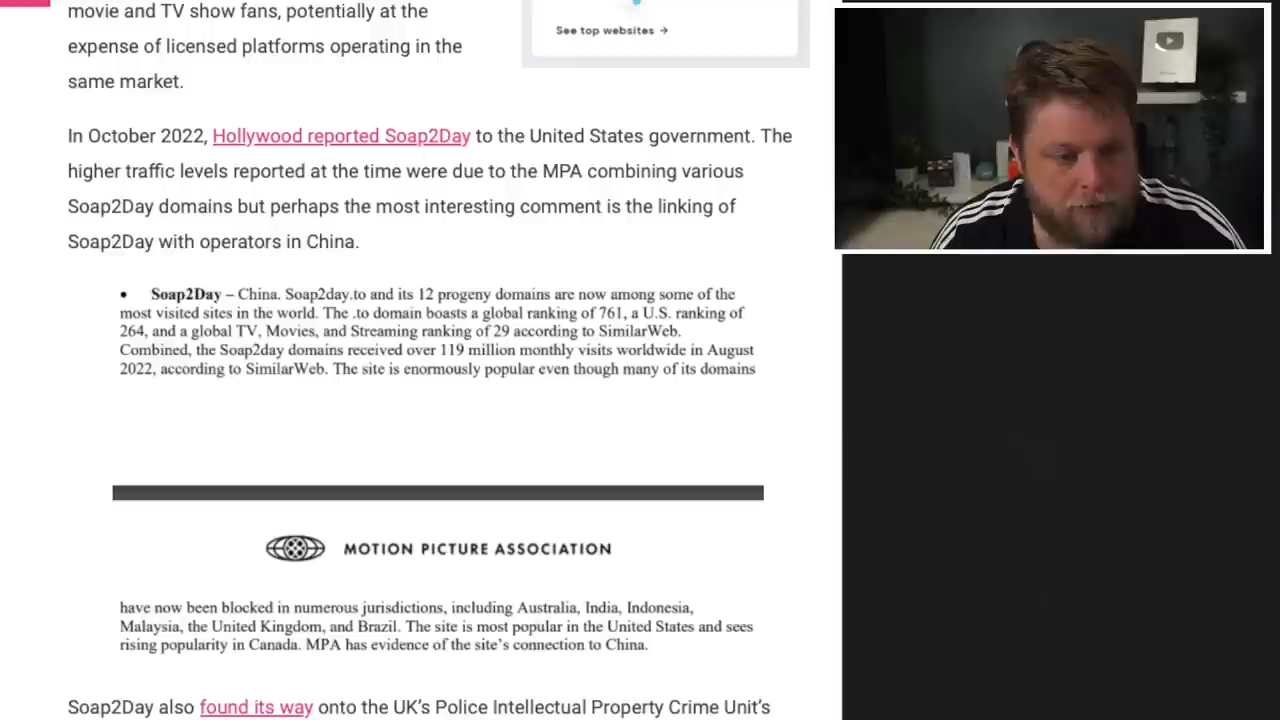 movie and TV show fans, potentially at the
expense of licensed platforms operating in the
same market.
See top websites →
In October 2022, Hollywood reported Soap2Day to the United States government. The
higher traffic levels reported at the time were due to the MPA combining various
Soap2Day domains but perhaps the most interesting comment is the linking of
Soap2Day with operators in China.
• Soap2Day – China. Soap2day.to and its 12 progeny domains are now among some of the
most visited sites in the world. The .to domain boasts a global ranking of 761, a U.S. ranking of
264, and a global TV, Movies, and Streaming ranking of 29 according to SimilarWeb.
Combined, the Soap2day domains received over 119 million monthly visits worldwide in August
2022, according to SimilarWeb. The site is enormously popular even though many of its domains
MOTION PICTURE ASSOCIATION
have now been blocked in numerous jurisdictions, including Australia, India, Indonesia,
Malaysia, the United Kingdom, and Brazil. The site is most popular in the United States and sees
rising popularity in Canada. MPA has evidence of the site's connection to China.
Soap2Day also found its way onto the UK's Police Intellectual Property Crime Unit's